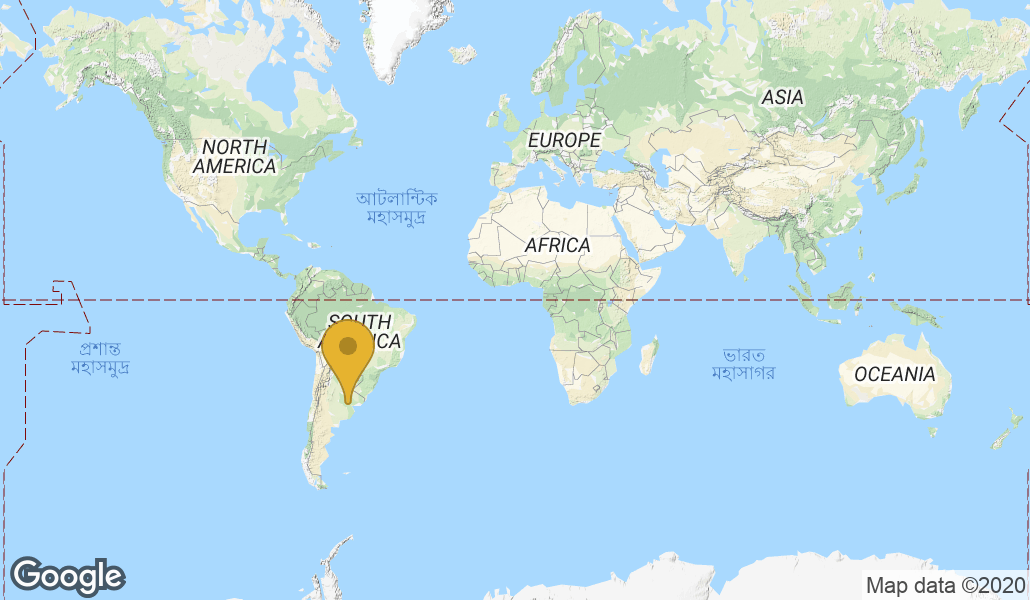 ASIA
EUROPE
NORTH
AMERICA
আটলান্টিক
মহাসমুদ্র
AFRICA
SOUTH
প্রশান্ত
মহাসমুদ্র
ভারত
মহাসাগর
OCEANIA
Google
Map data ©2020